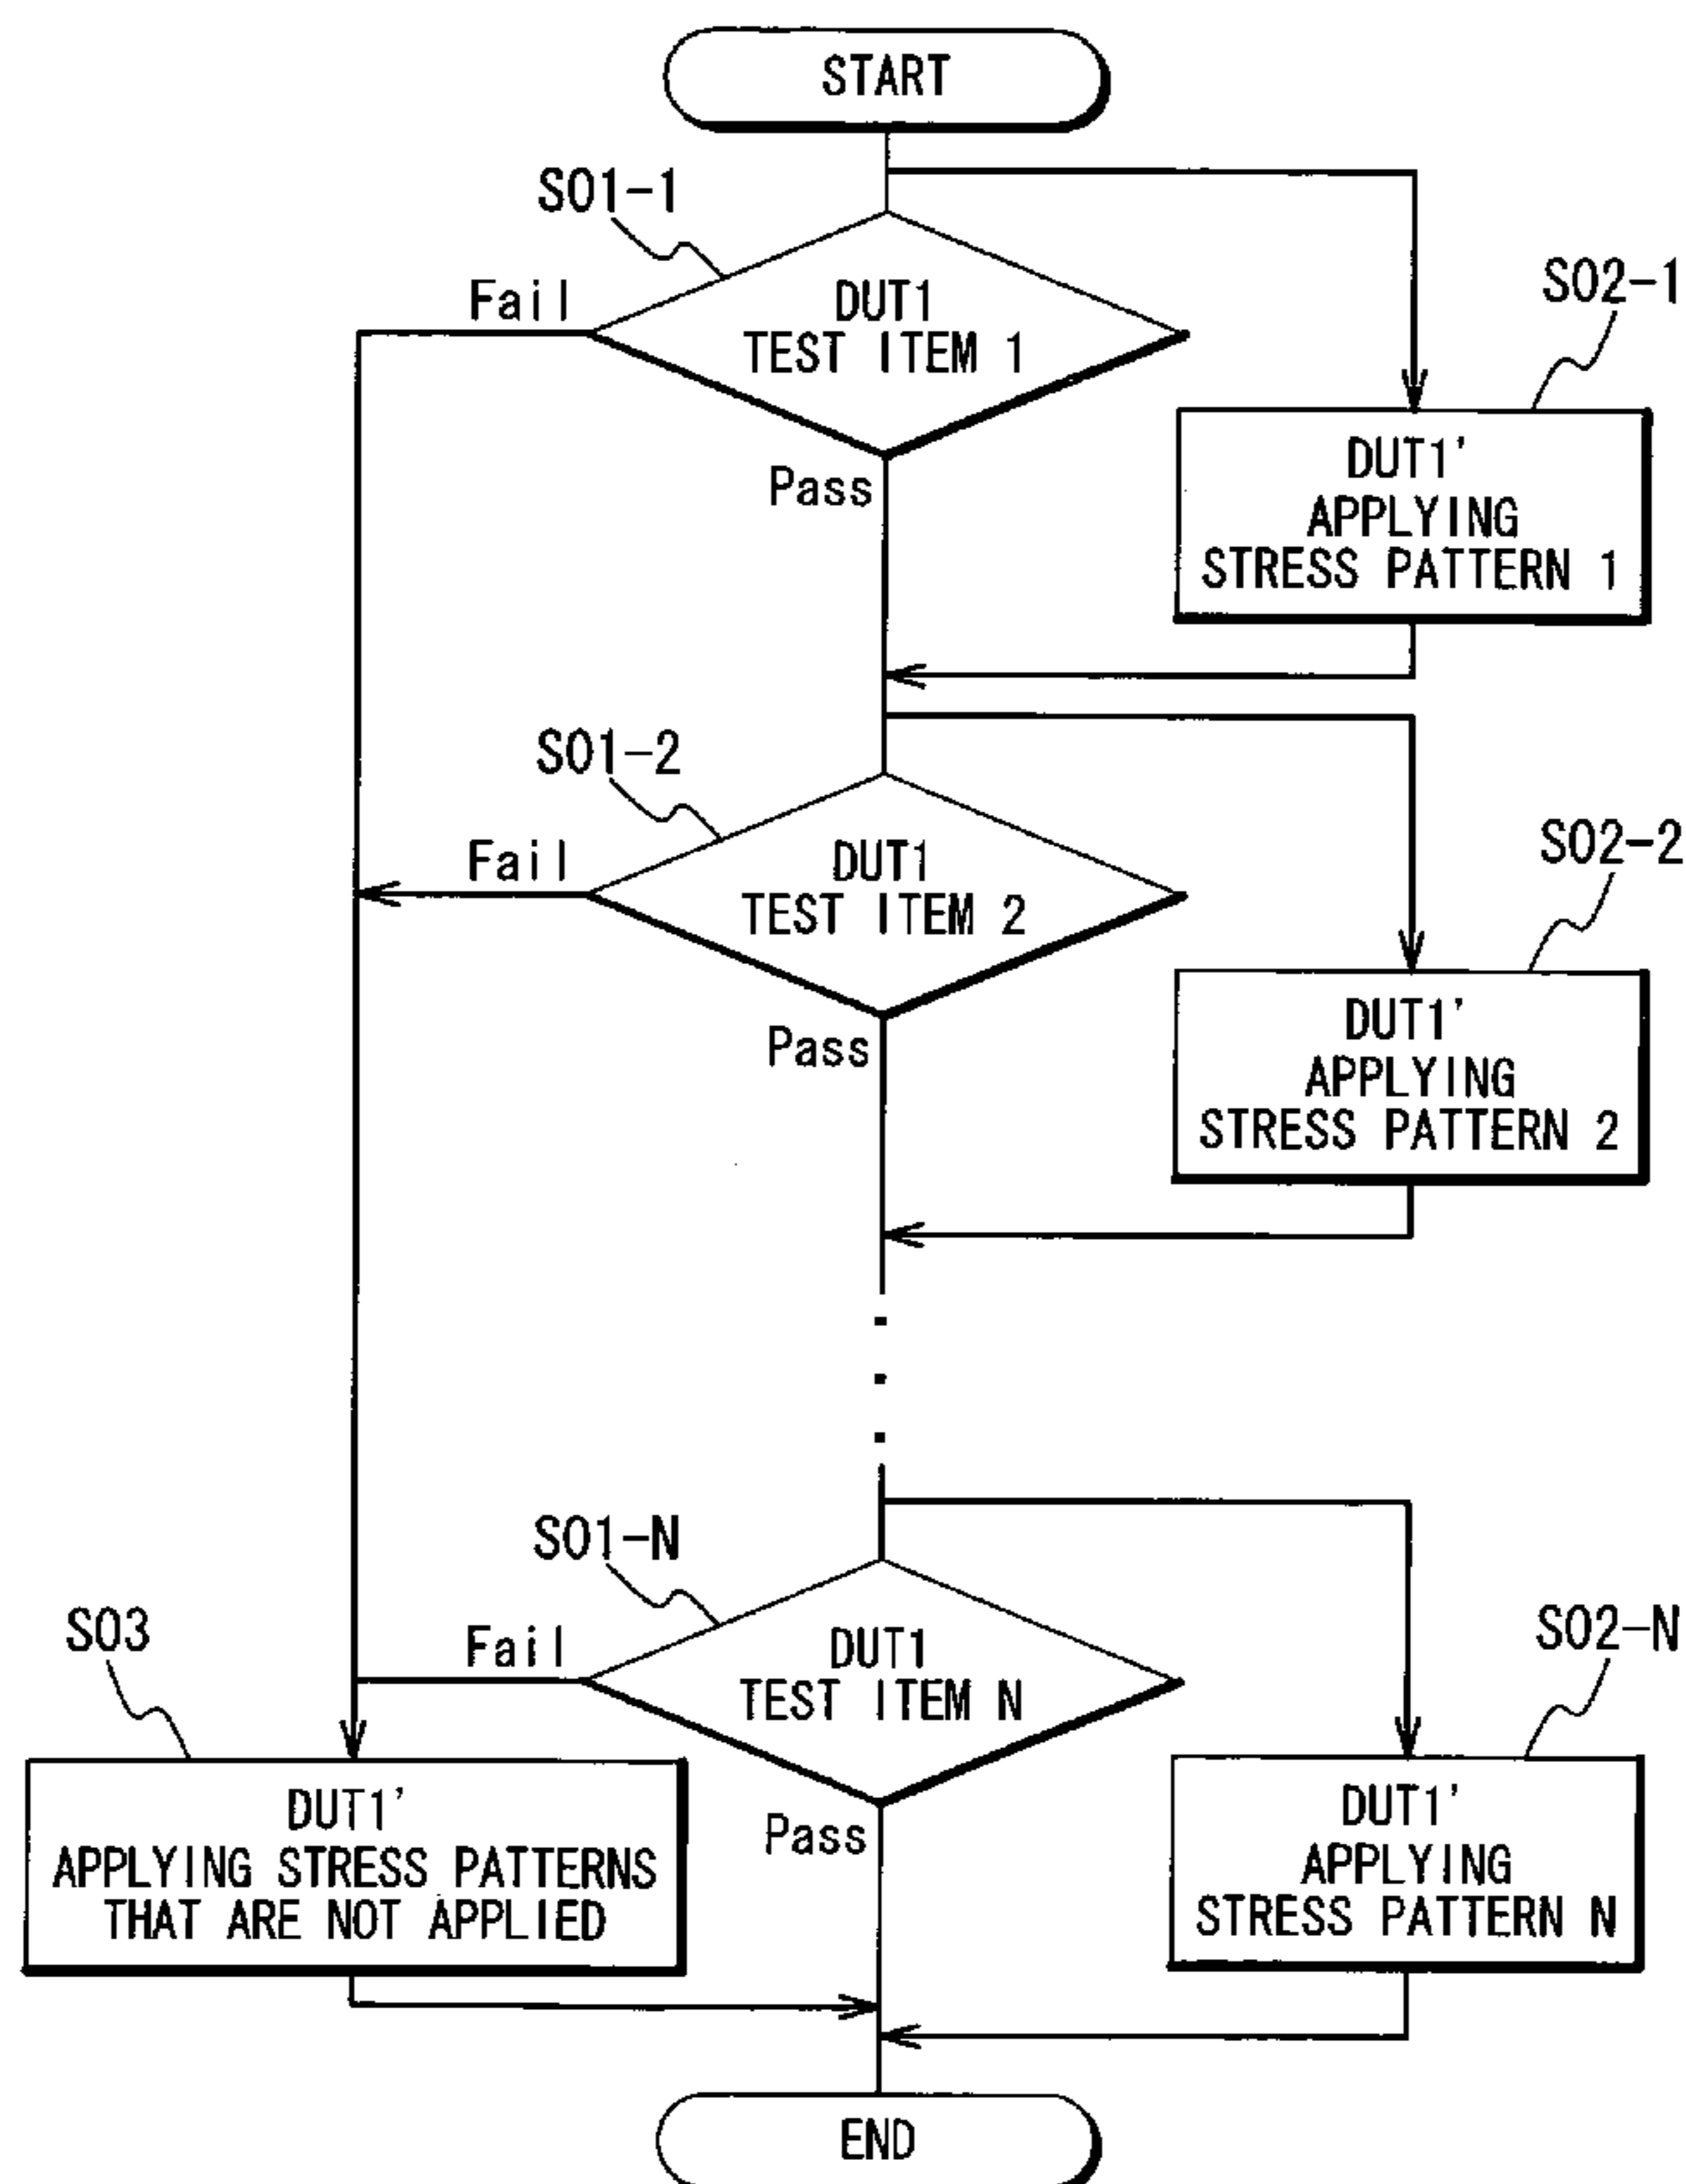 START
S01-1
Fail
DUT1
TEST ITEM 1
Pass
S02-1
DUT1'
APPLYING
STRESS PATTERN 1
S01-2
Fail
DUT1
TEST ITEM 2
Pass
S02-2
DUT1'
APPLYING
STRESS PATTERN 2
S01-N
Fail
DUT1
TEST ITEM N
Pass
S02-N
DUT1'
APPLYING
STRESS PATTERN N
S03
DUT1'
APPLYING STRESS PATTERNS
THAT ARE NOT APPLIED
END